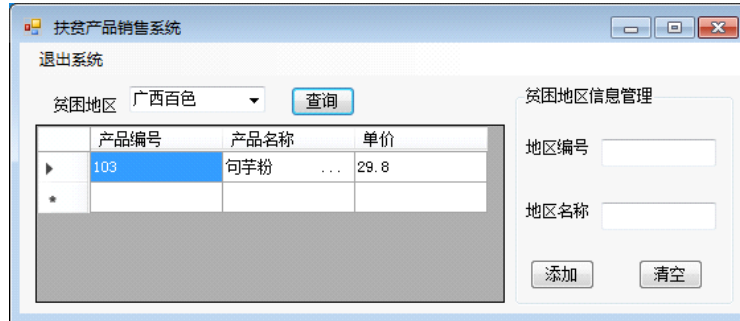 扶贫产品销售系统
退出系统
贫困地区 广西百色 查询
产品编号 产品名称 单价
103 句芋粉 ... 29.8
贫困地区信息管理
地区编号
地区名称
添加 清空